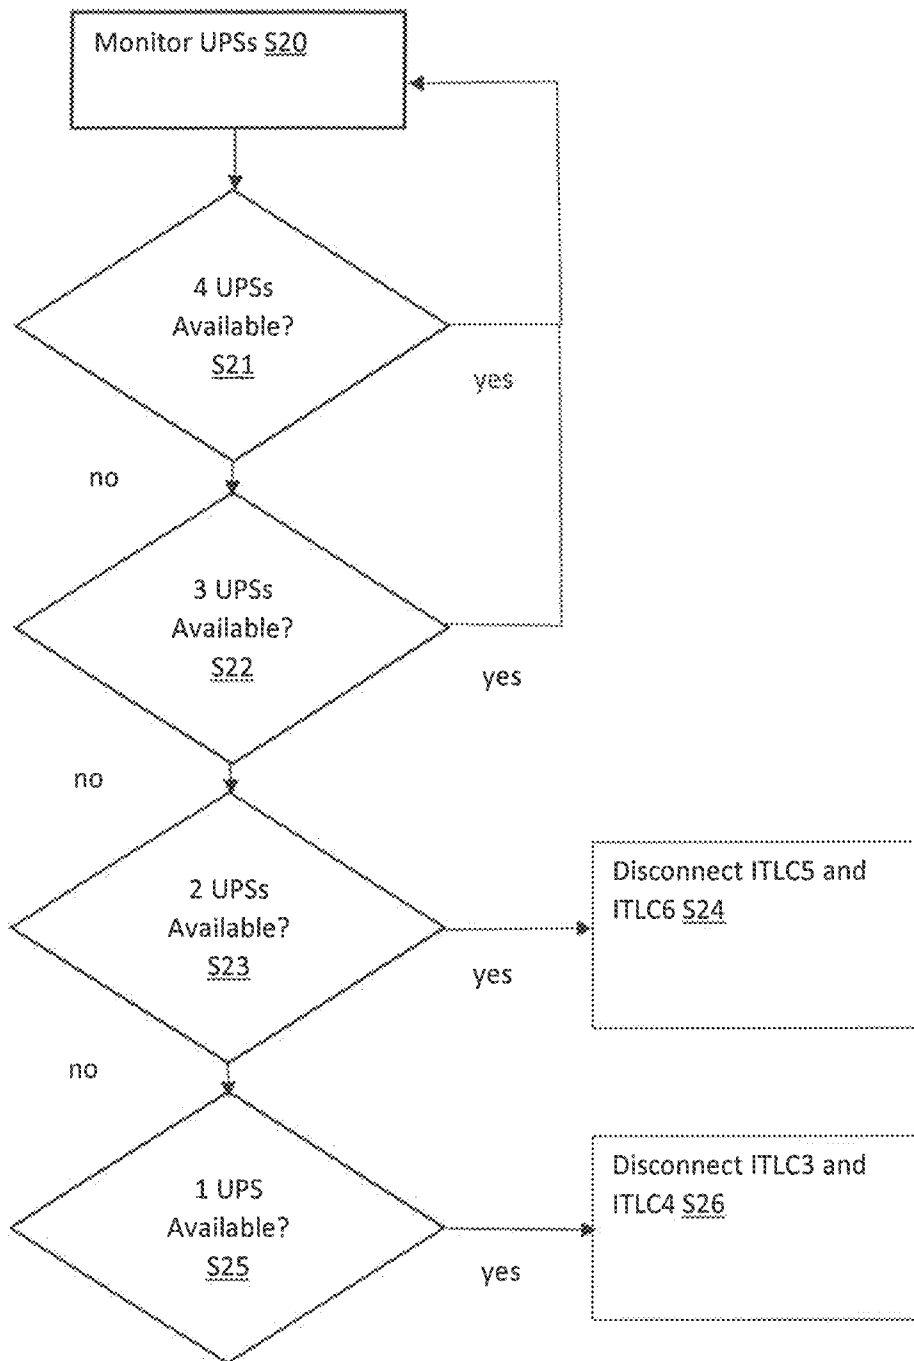 Monitor UPSs S20
4 UPSs
Available?
S21
yes
no
3 UPSs
Available?
S22
yes
no
2 UPSs
Available?
S23
yes
Disconnect ITLC5 and
ITLC6 S24
no
1 UPS
Available?
S25
yes
Disconnect ITLC3 and
ITLC4 S26